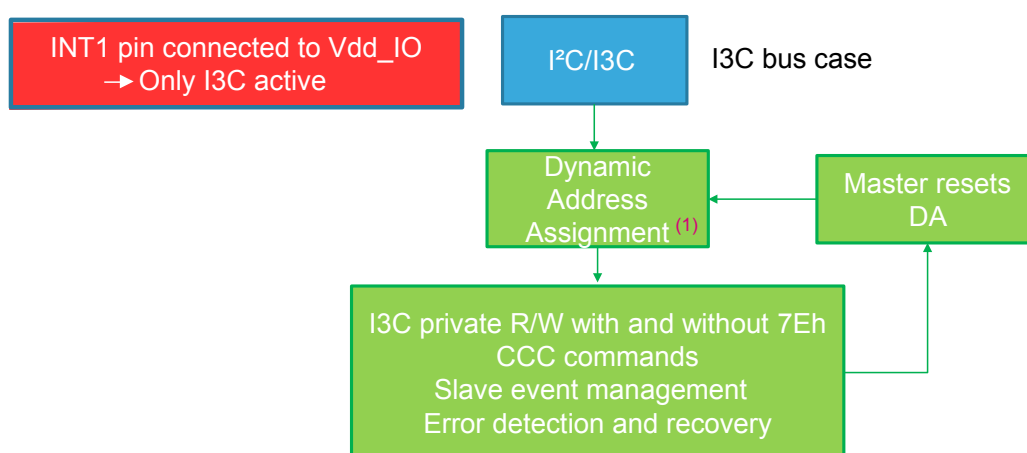 INT1 pin connected to Vdd_IO
→ Only I3C active
I²C/I3C
I3C bus case
Dynamic
Address
Assignment (1)
Master resets
DA
I3C private R/W with and without 7Eh
CCC commands
Slave event management
Error detection and recovery